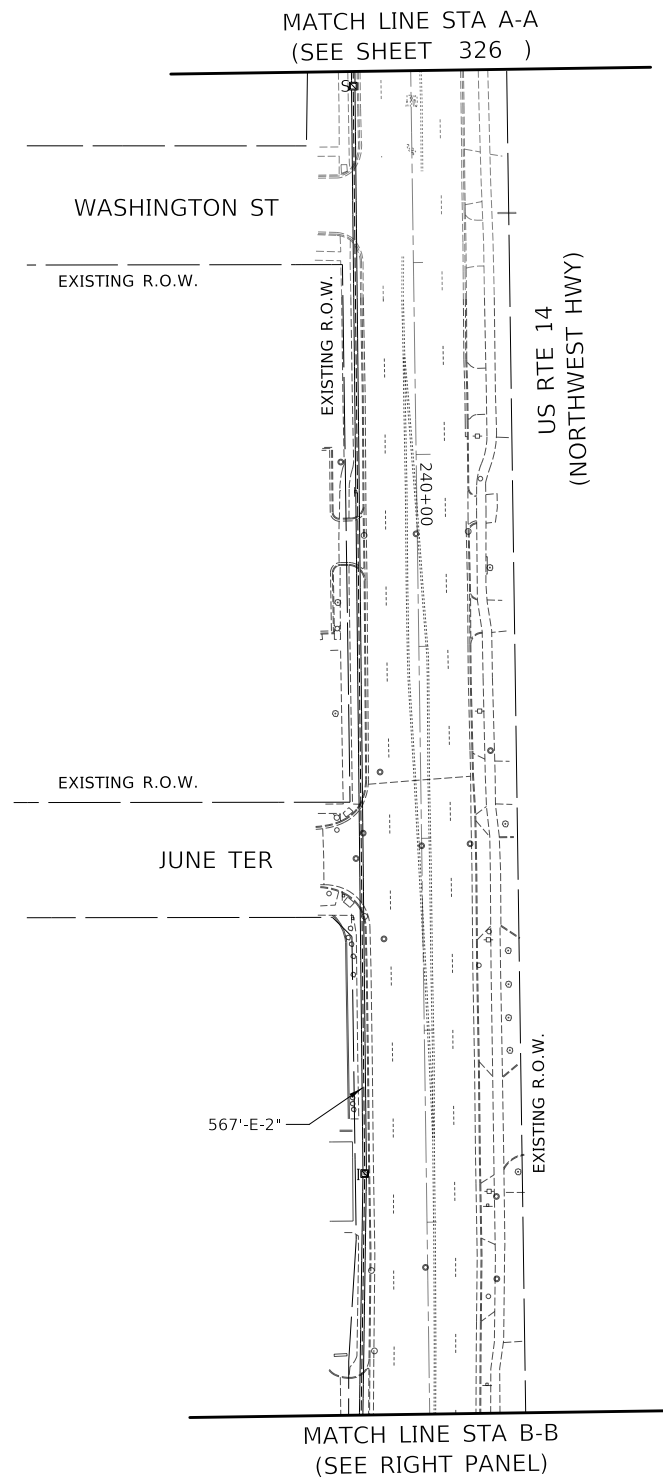 MATCH LINE STA A-A
(SEE SHEET 326 )
S
WASHINGTON ST
EXISTING R.O.W.
EXISTING R.O.W.
US RTE 14
(NORTHWEST HWY)
240+00
EXISTING R.O.W.
JUNE TER
EXISTING R.O.W.
567'-E-2"
I
MATCH LINE STA B-B
(SEE RIGHT PANEL)